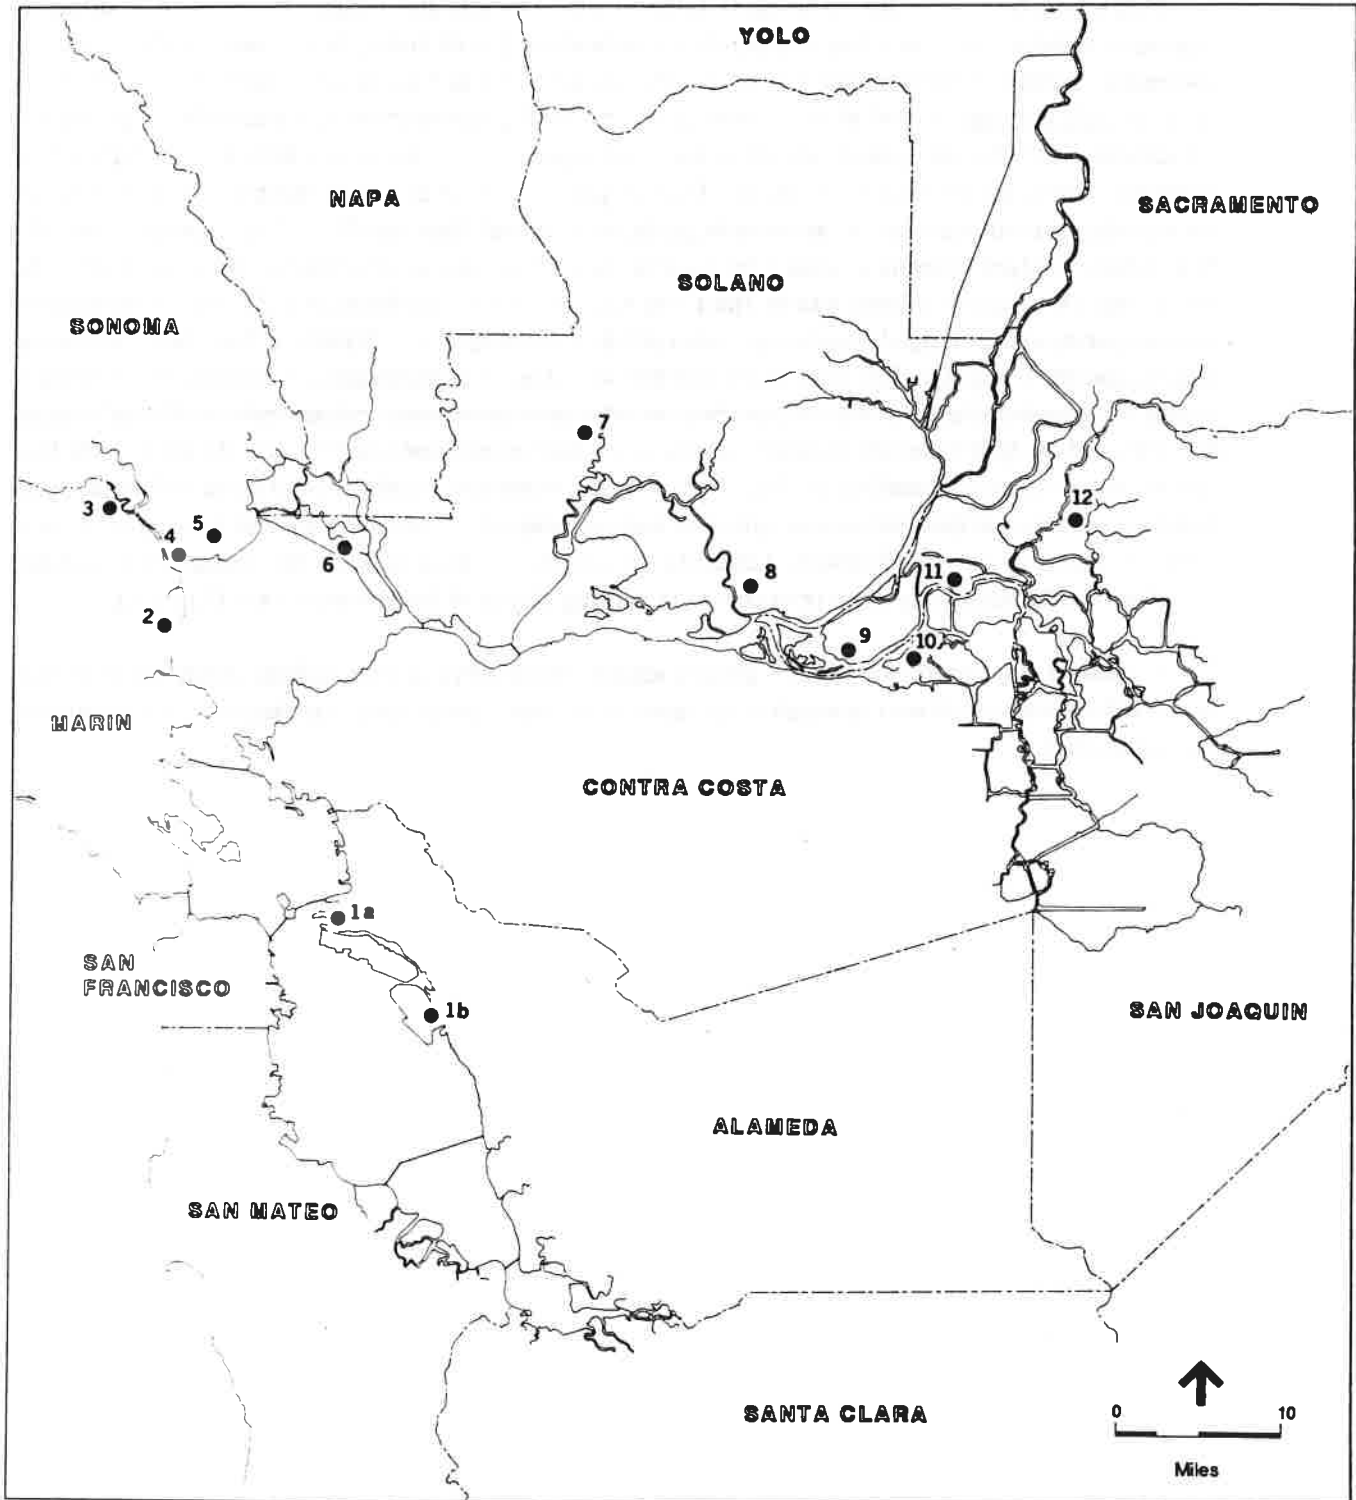 YOLO
NAPA
SACRAMENTO
SOLANO
SONOMA
7
3
5
4
12
6
11
8
2
9
10
MARIN
CONTRA COSTA
1a
SAN
FRANCISCO
1b
SAN JOAQUIN
ALAMEDA
SAN MATEO
SANTA CLARA
0 10
Miles